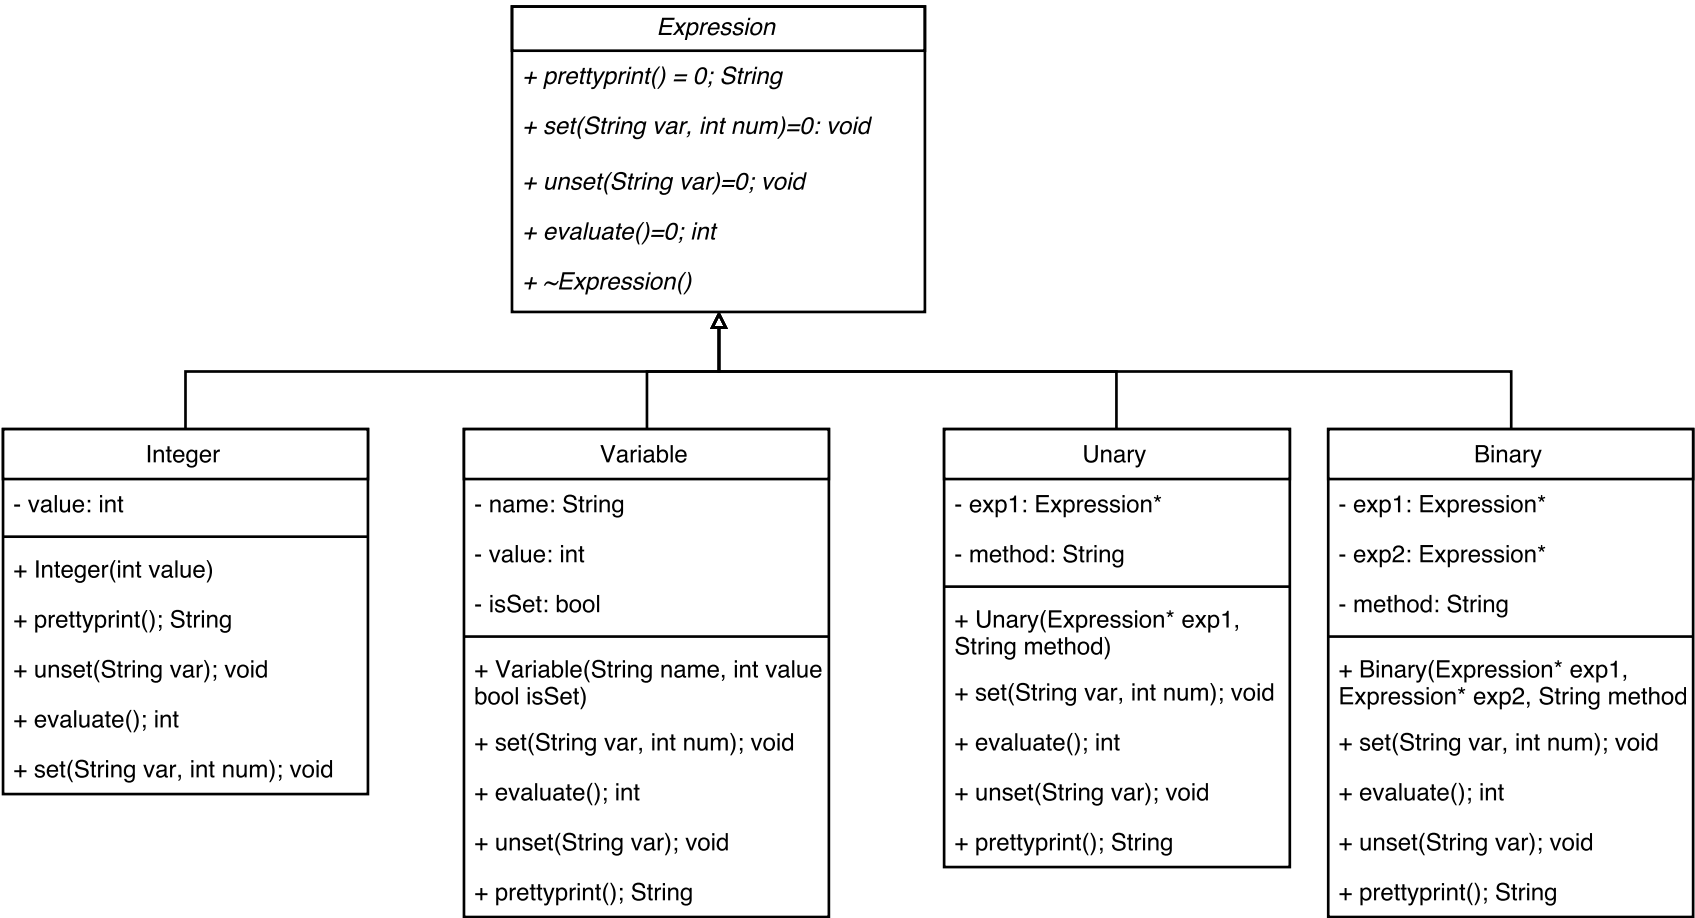 Expression
+ prettyprint() = 0; String
+ set(String var, int num)=0: void
+ unset(String var)=0; void
+ evaluate()=0; int
+ ~Expression()
Integer
- value: int
+ Integer(int value)
+ prettyprint(); String
+ unset(String var); void
+ evaluate(); int
+ set(String var, int num); void
Variable
- name: String
- value: int
- isSet: bool
+ Variable(String name, int value
bool isSet)
+ set(String var, int num); void
+ evaluate(); int
+ unset(String var); void
+ prettyprint(); String
Unary
- exp1: Expression*
- method: String
+ Unary(Expression* exp1,
String method)
+ set(String var, int num); void
+ evaluate(); int
+ unset(String var); void
+ prettyprint(); String
Binary
- exp1: Expression*
- exp2: Expression*
- method: String
+ Binary(Expression* exp1,
Expression* exp2, String method
+ set(String var, int num); void
+ evaluate(); int
+ unset(String var); void
+ prettyprint(); String